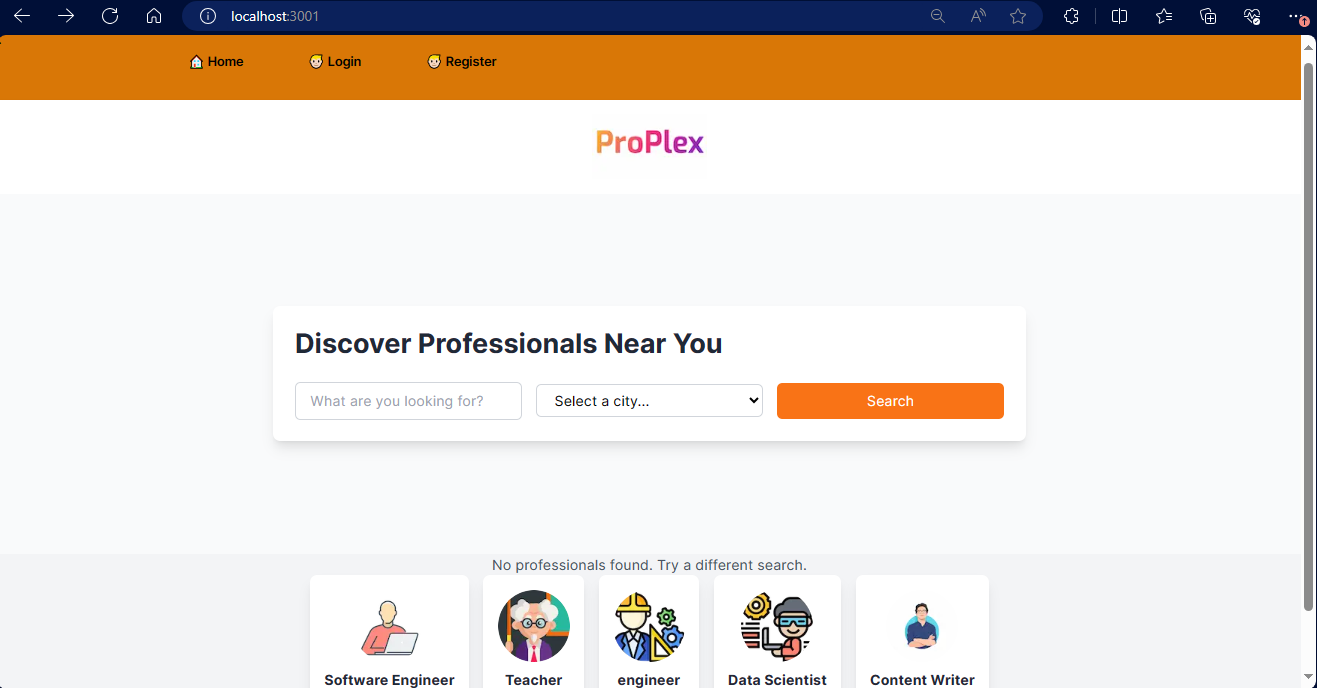 localhost:3001
Home
Login
Register
ProPlex
Discover Professionals Near You
What are you looking for?
Select a city...
Search
No professionals found. Try a different search.
Software Engineer
Teacher
engineer
Data Scientist
Content Writer